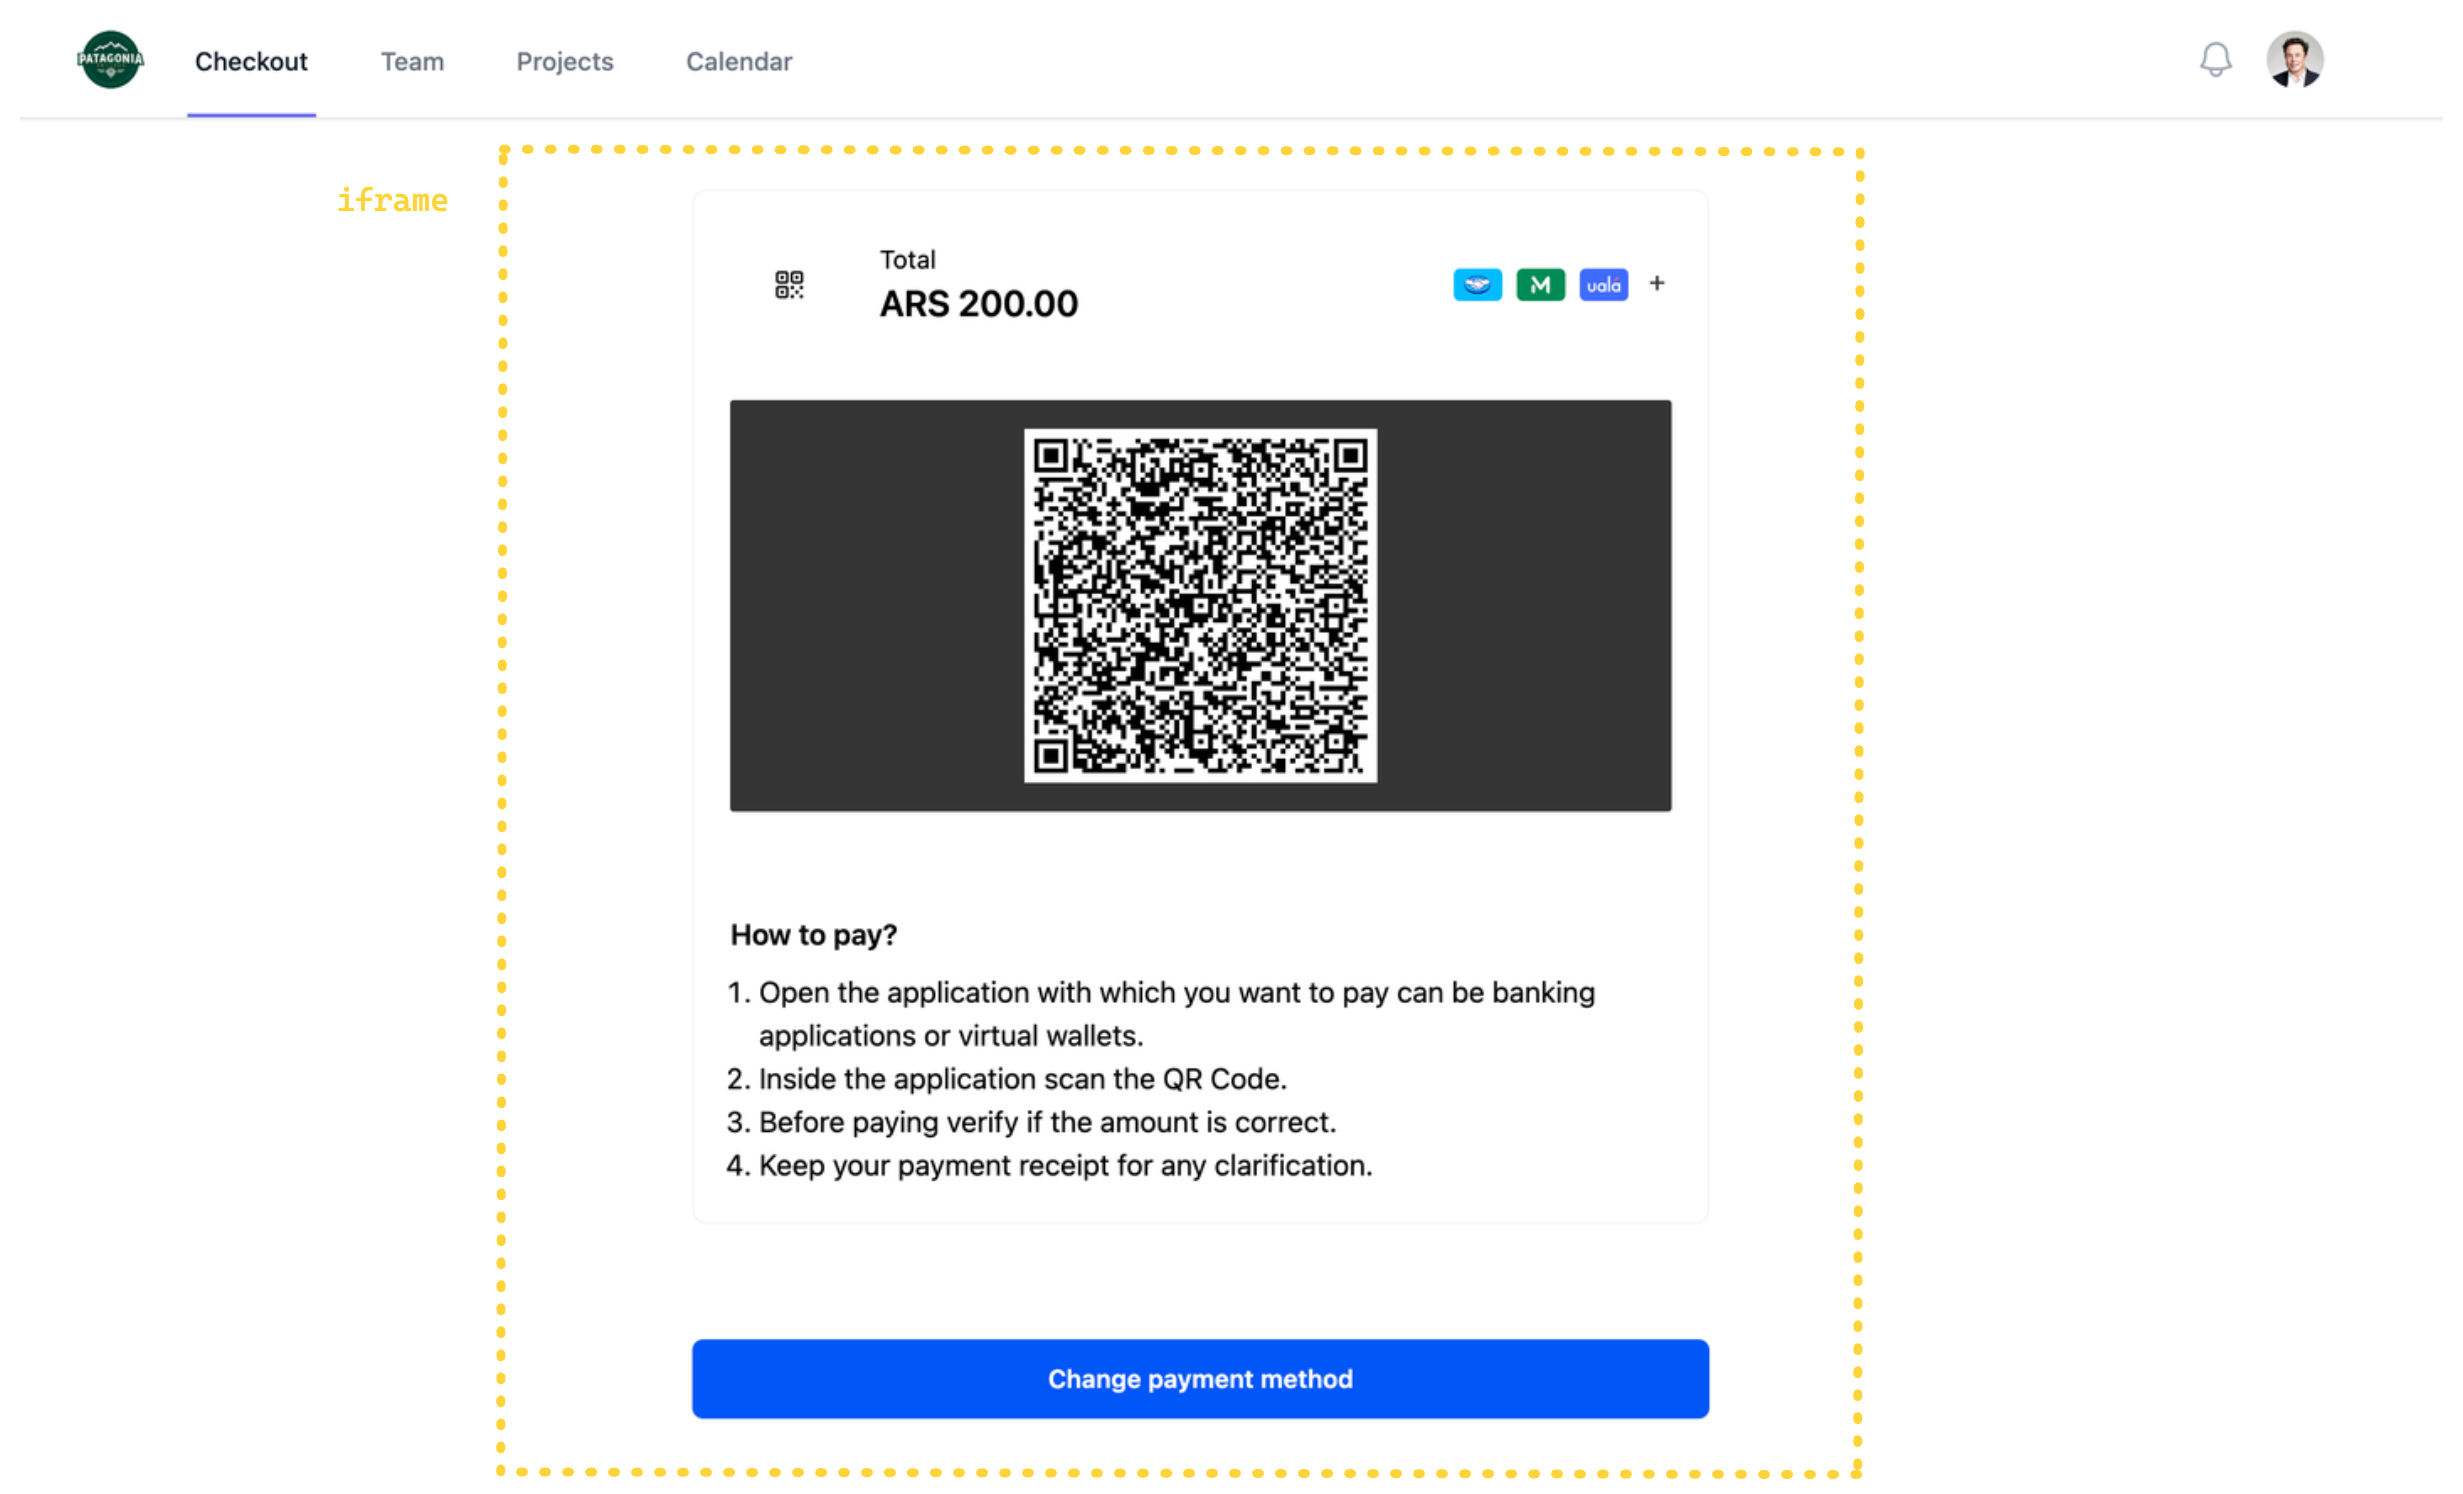 PATAGONIA
Checkout
Team
Projects
Calendar
iframe
Total
ARS 200.00
M
ualá
+
How to pay?
1. Open the application with which you want to pay can be banking
applications or virtual wallets.
2. Inside the application scan the QR Code.
3. Before paying verify if the amount is correct.
4. Keep your payment receipt for any clarification.
Change payment method